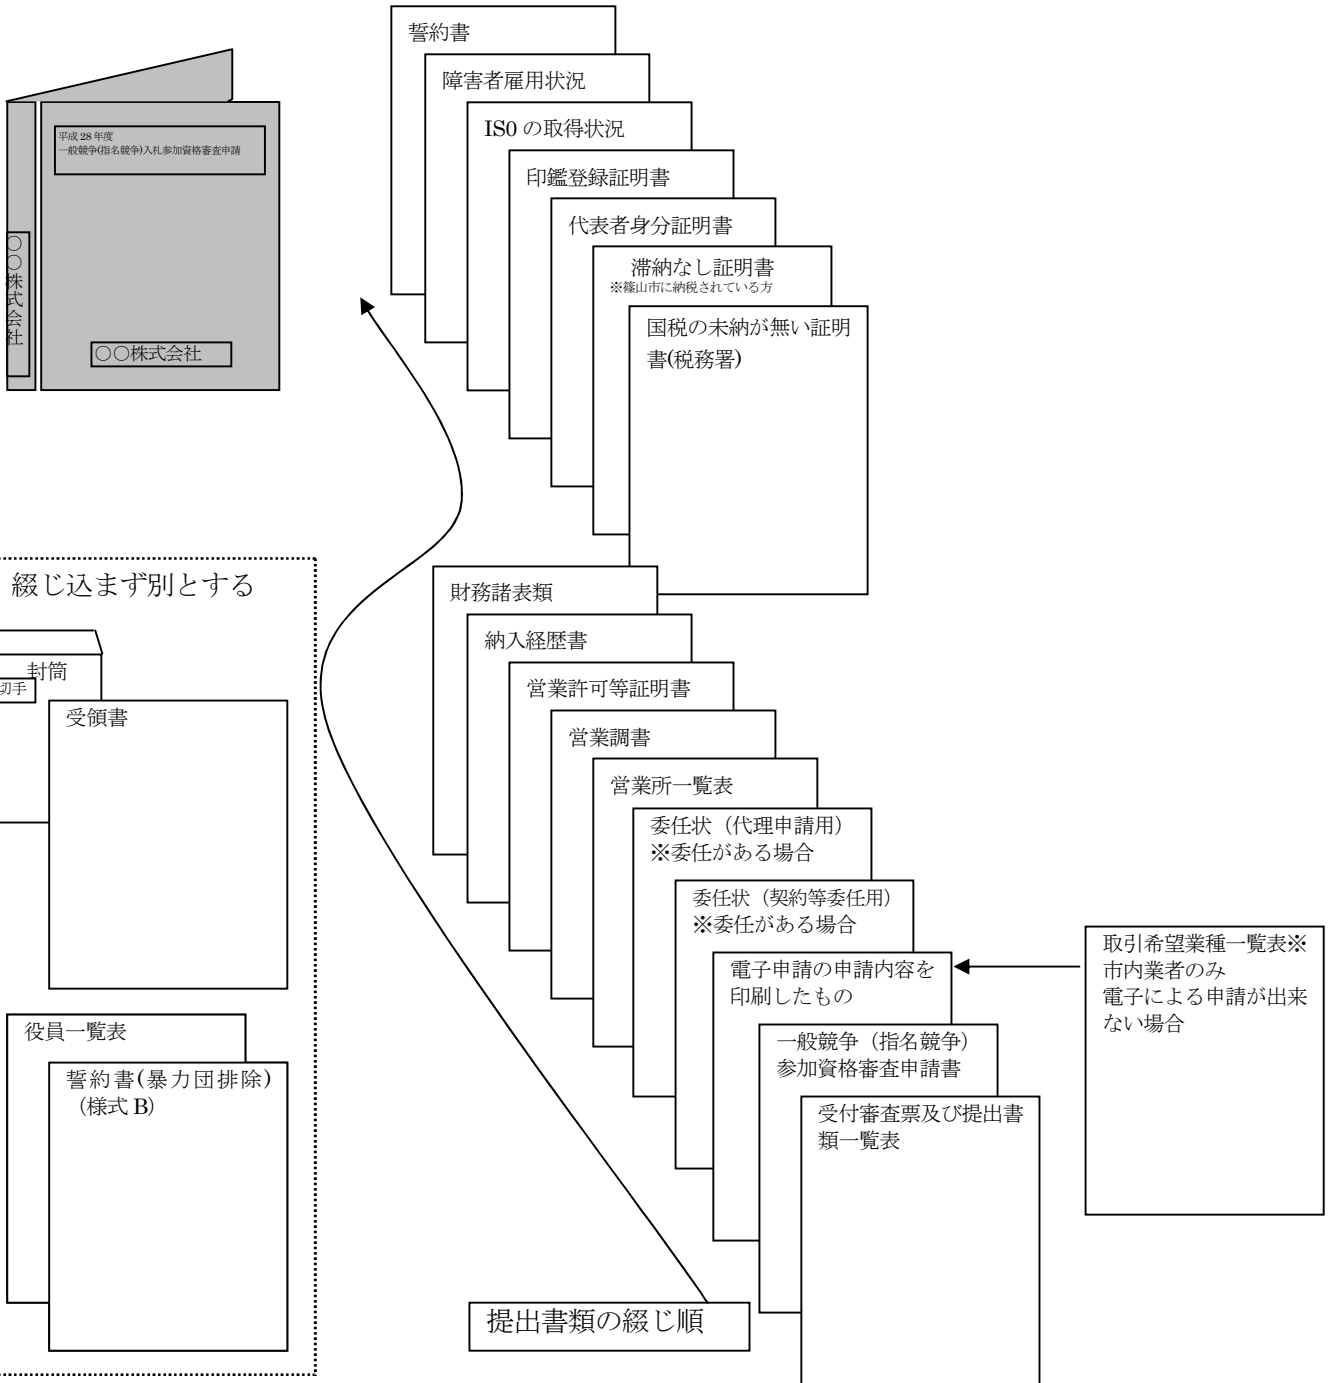 平成 28 年度
一般競争(指名競争)入札参加資格審査申請
〇〇株式会社
〇〇株式会社
誓約書
障害者雇用状況
IS0 の取得状況
印鑑登録証明書
代表者身分証明書
滞納なし証明書
※篠山市に納税されている方
国税の未納が無い証明
書(税務署)
綴じ込まず別とする
封筒
切手
受領書
役員一覧表
誓約書(暴力団排除)
（様式 B）
財務諸表類
納入経歴書
営業許可等証明書
営業調書
営業所一覧表
委任状（代理申請用）
※委任がある場合
委任状（契約等委任用）
※委任がある場合
電子申請の申請内容を
印刷したもの
一般競争（指名競争）
参加資格審査申請書
受付審査票及び提出書
類一覧表
取引希望業種一覧表※
市内業者のみ
電子による申請が出来
ない場合
提出書類の綴じ順